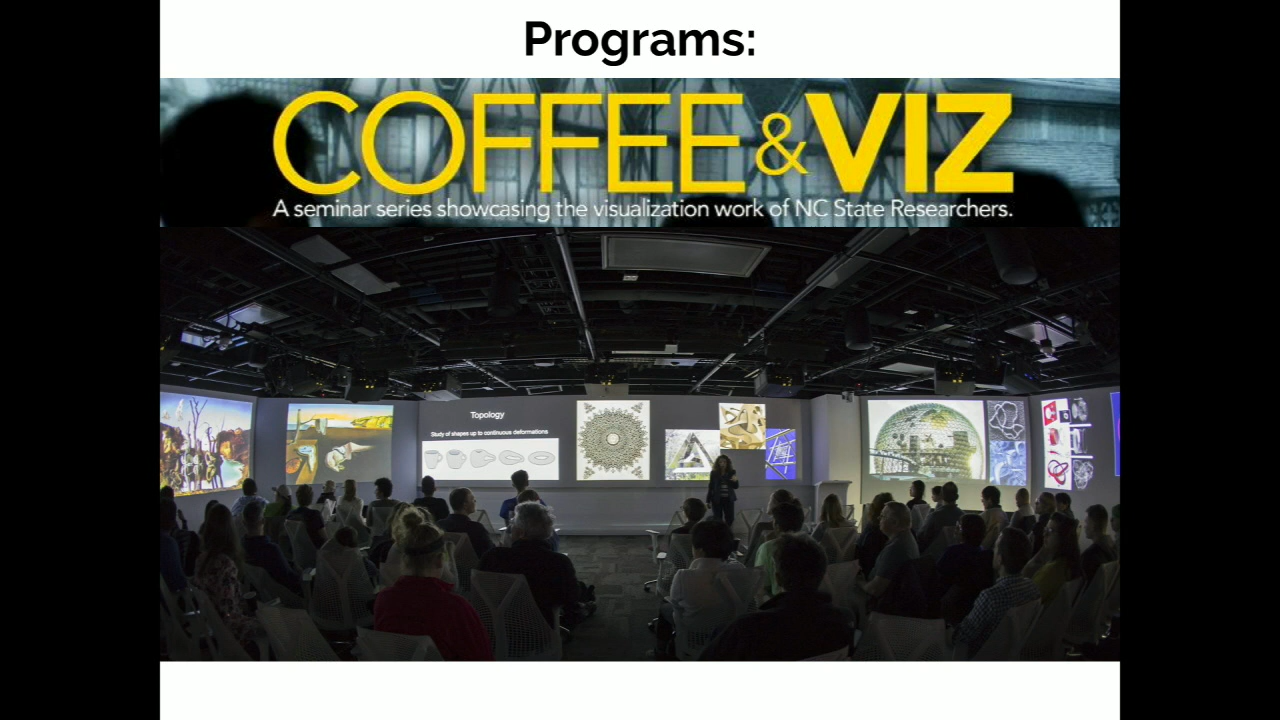 Programs:
COFFEE & VIZ
A seminar series showcasing the visualization work of NC State Researchers.
Topology
Study of shapes up to continuous deformations